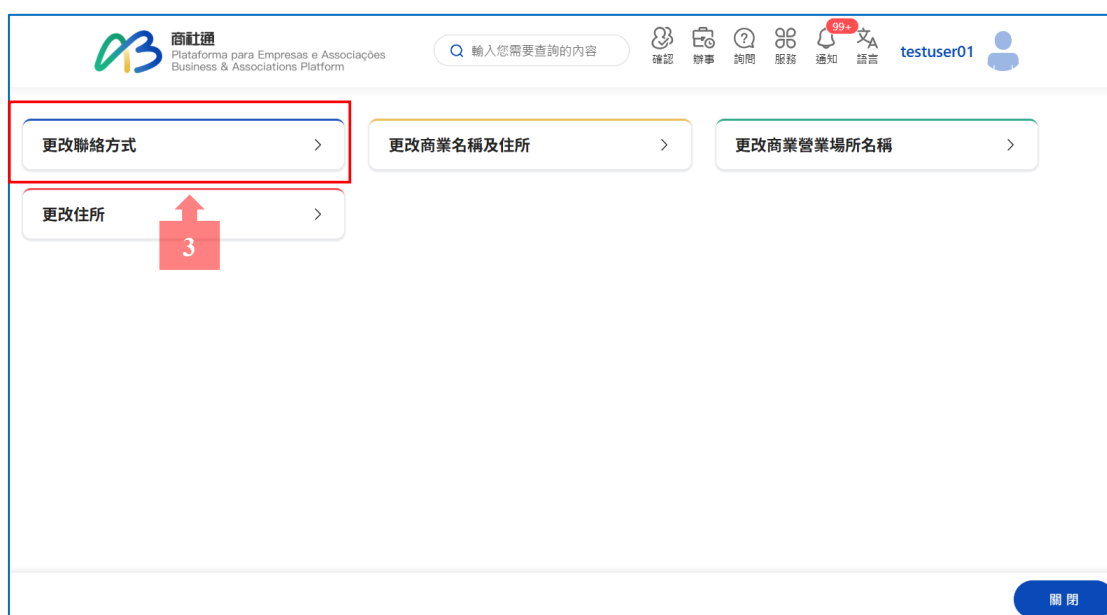 商社通
Plataforma para Empresas e Associações
Business & Associations Platform
輸入您需要查詢的內容
確認 辦事 詢問 服務 99+ 通知 語言
testuser01
更改聯絡方式
更改商業名稱及住所
更改商業營業場所名稱
更改住所
3
關閉